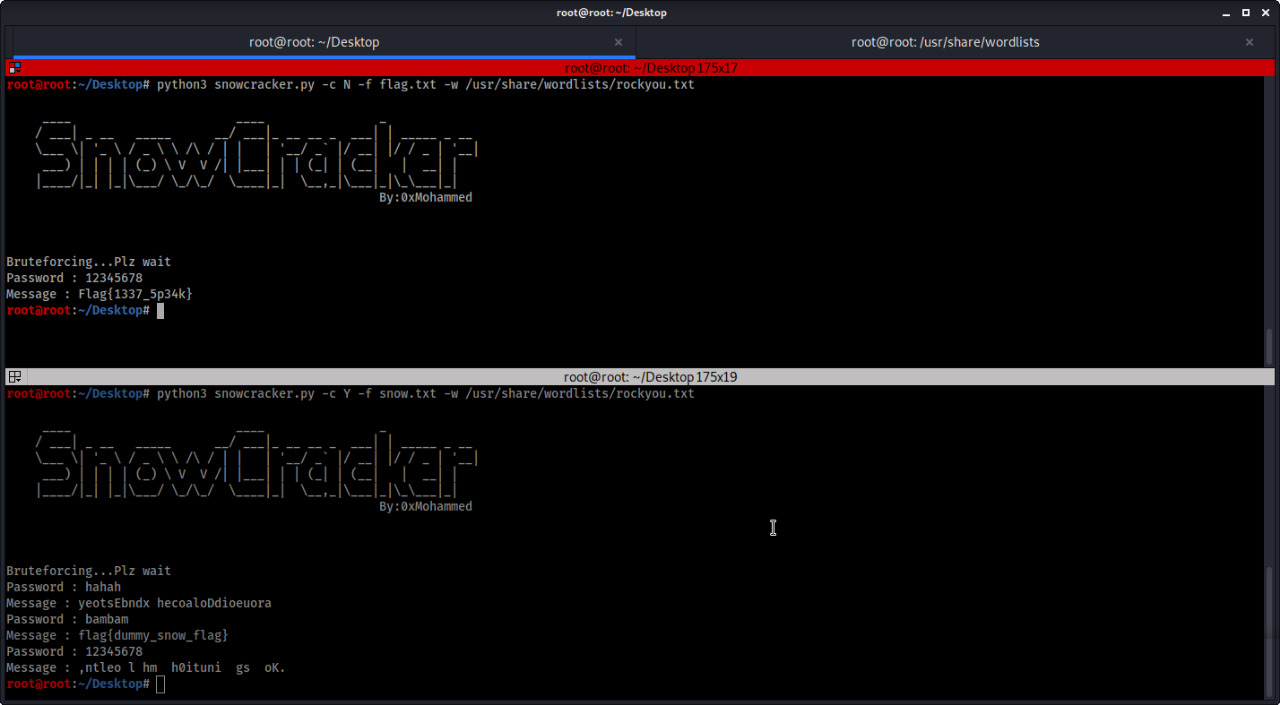 root@root: ~/Desktop
root@root: ~/Desktop
root@root: /usr/share/wordlists
root@root: ~/Desktop 175x17
root@root:~/Desktop# python3 snowcracker.py -c N -f flag.txt -w /usr/share/wordlists/rockyou.txt
SnowCracker
By:0xMohammed
Bruteforcing...Plz wait
Password : 12345678
Message : Flag{1337_5p34k}
root@root:~/Desktop#
root@root: ~/Desktop 175x19
root@root:~/Desktop# python3 snowcracker.py -c Y -f snow.txt -w /usr/share/wordlists/rockyou.txt
SnowCracker
By:0xMohammed
Bruteforcing...Plz wait
Password : hahah
Message : yeotsEbndx hecoaloDdioeuora
Password : bambam
Message : flag{dummy_snow_flag}
Password : 12345678
Message : ,ntleo l hm  h0ituni  gs  oK.
root@root:~/Desktop#